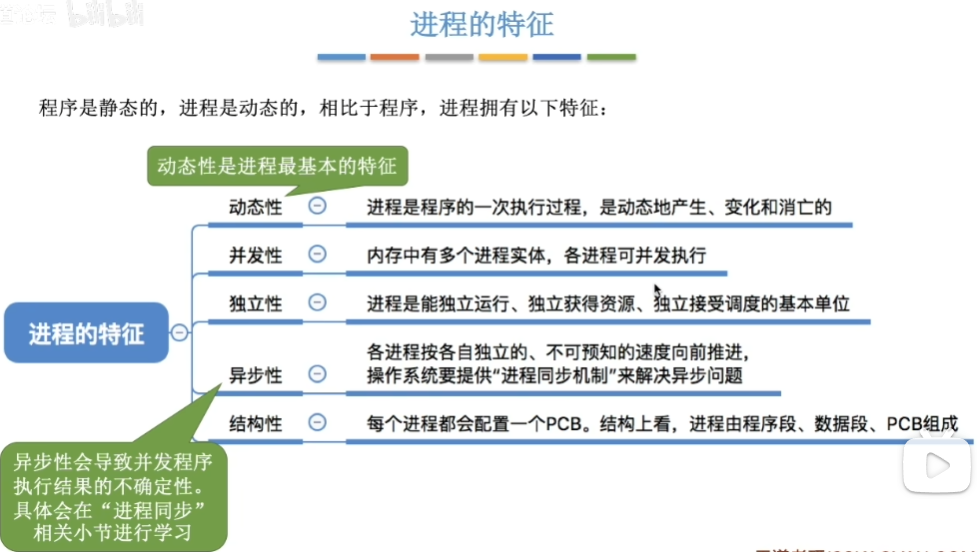 bilibili
进程的特征
程序是静态的，进程是动态的，相比于程序，进程拥有以下特征：
动态性是进程最基本的特征
动态性
进程是程序的一次执行过程，是动态地产生、变化和消亡的
并发性
内存中有多个进程实体，各进程可并发执行
独立性
进程是能独立运行、独立获得资源、独立接受调度的基本单位
进程的特征
异步性
各进程按各自独立的、不可预知的速度向前推进，
操作系统要提供“进程同步机制”来解决异步问题
结构性
每个进程都会配置一个PCB。结构上看，进程由程序段、数据段、PCB组成
异步性会导致并发程序
执行结果的不确定性。
具体会在“进程同步”
相关小节进行学习